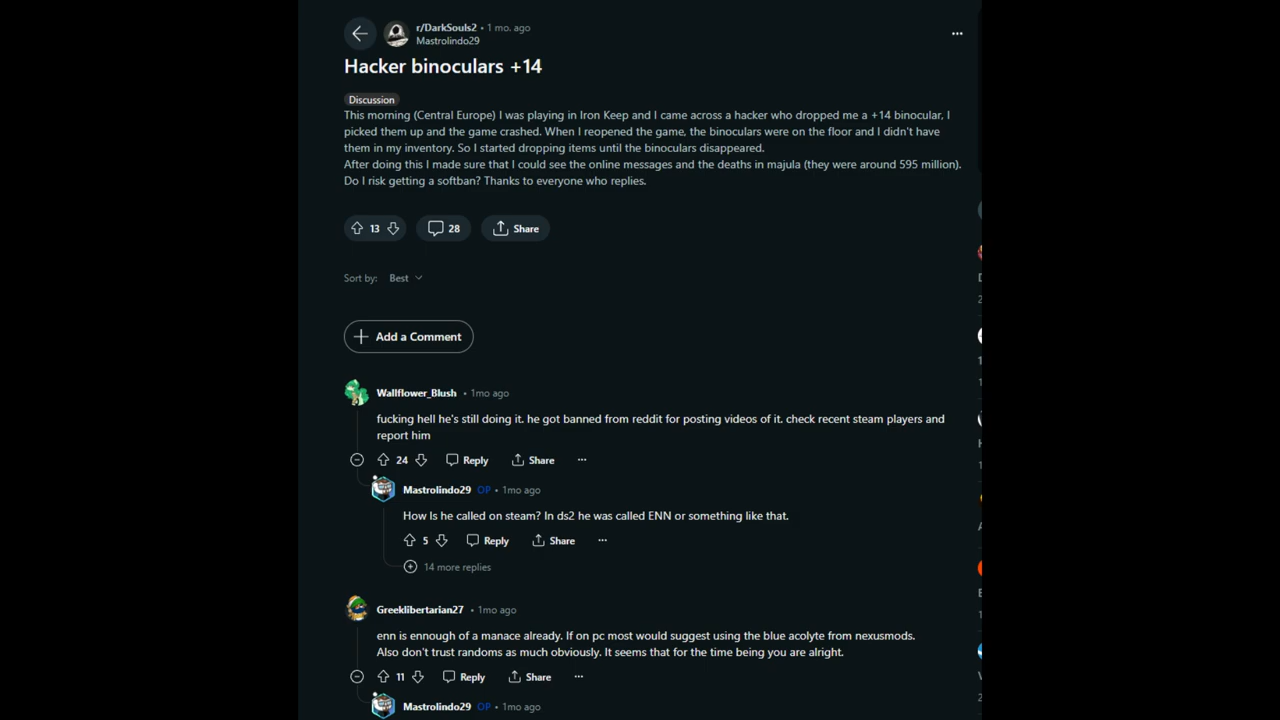 r/DarkSouls2 • 1 mo. ago
Mastrolindo29
Hacker binoculars +14
Discussion
This morning (Central Europe) I was playing in Iron Keep and I came across a hacker who dropped me a +14 binocular, I
picked them up and the game crashed. When I reopened the game, the binoculars were on the floor and I didn't have
them in my inventory. So I started dropping items until the binoculars disappeared.
After doing this I made sure that I could see the online messages and the deaths in majula (they were around 595 million).
Do I risk getting a softban? Thanks to everyone who replies.
13 28 Share
Sort by: Best
Add a Comment
Wallflower_Blush • 1mo ago
fucking hell he's still doing it. he got banned from reddit for posting videos of it. check recent steam players and
report him
24 Reply Share
Mastrolindo29 OP • 1mo ago
How Is he called on steam? In ds2 he was called ENN or something like that.
5 Reply Share
14 more replies
Greeklibertarian27 • 1mo ago
enn is ennough of a manace already. If on pc most would suggest using the blue acolyte from nexusmods.
Also don't trust randoms as much obviously. It seems that for the time being you are alright.
11 Reply Share
Mastrolindo29 OP • 1mo ago